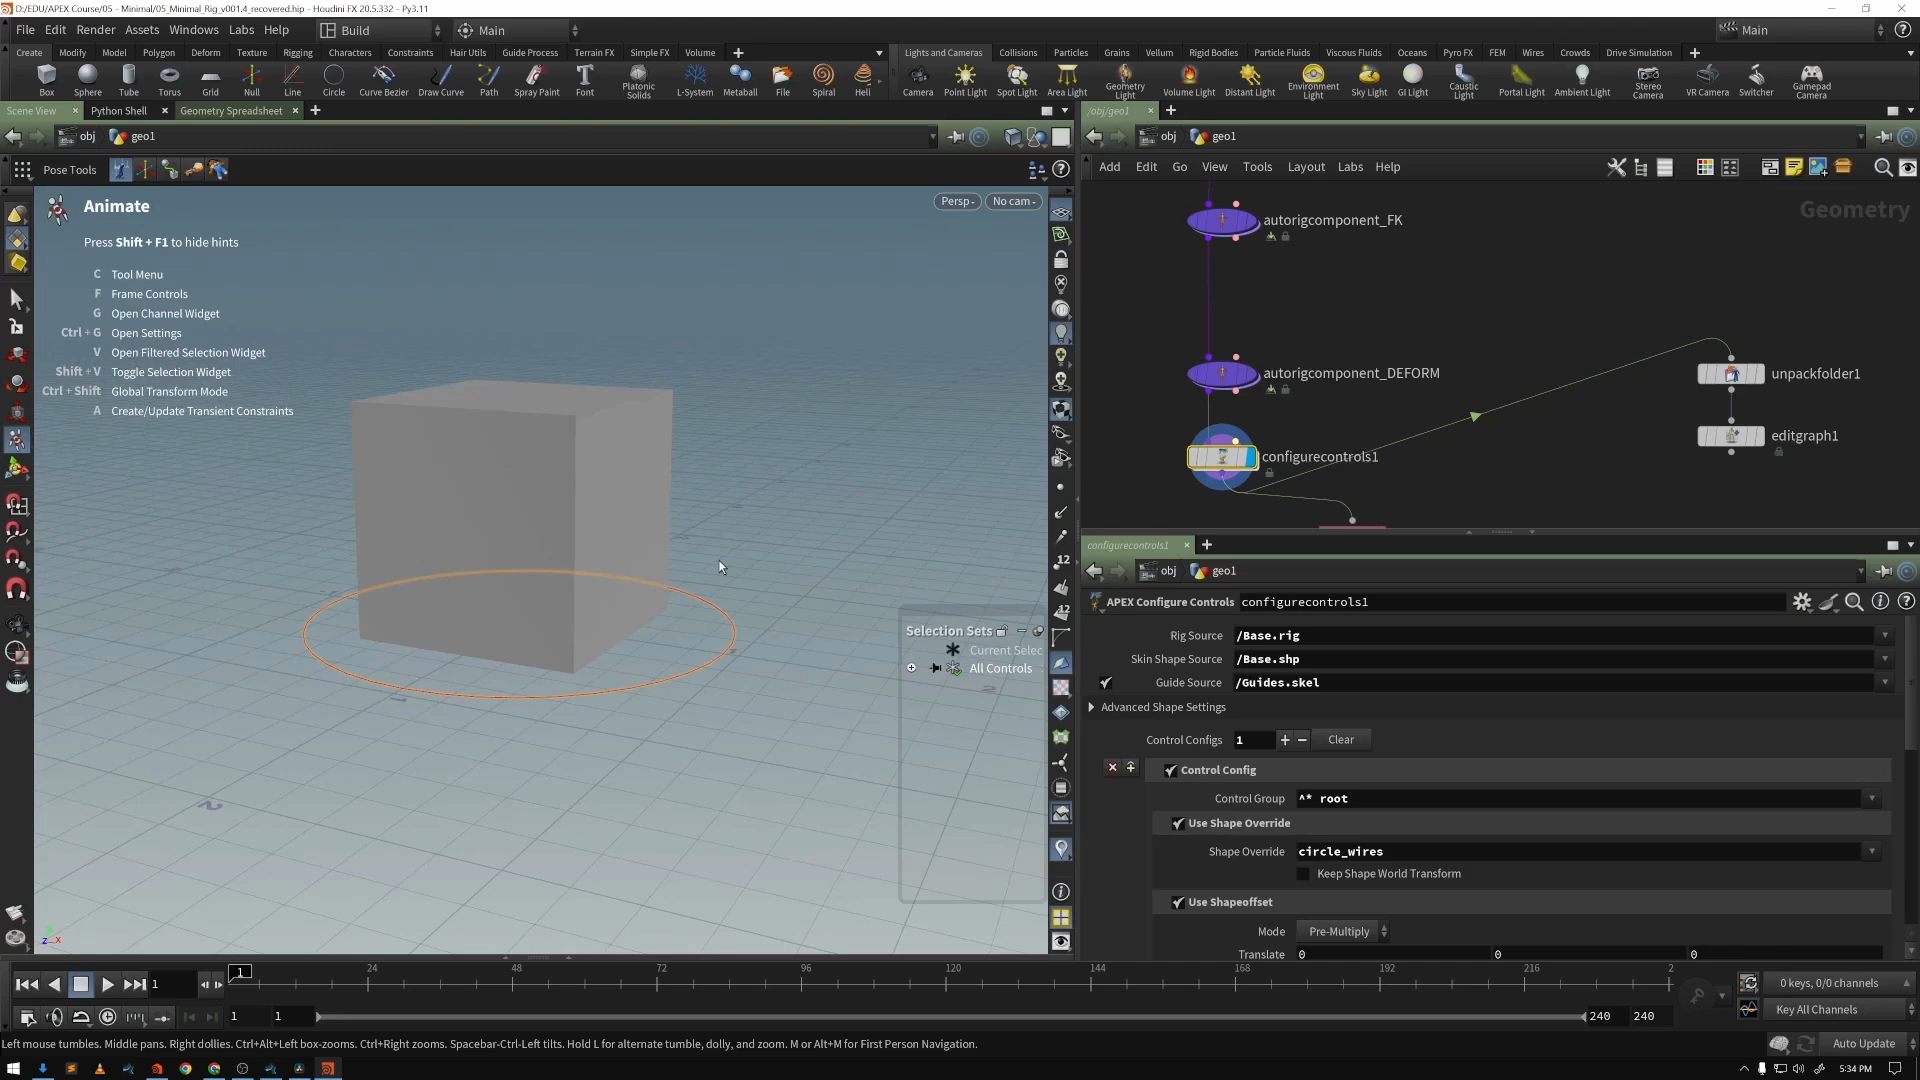 D:/EDU/APEX Course/05 - Minimal/05_Minimal_Rig_v001.4_recovered.hip - Houdini FX 20.5.332 - Py3.11
File Edit Render Assets Windows Labs Help Build Main Main
Create Modify Model Polygon Deform Texture Rigging Characters Constraints Hair Utils Guide Process Terrain FX Simple FX Volume
Lights and Cameras Collisions Particles Grains Vellum Rigid Bodies Particle Fluids Viscous Fluids Oceans Pyro FX FEM Wires Crowds Drive Simulation
Box Sphere Tube Torus Grid Null Line Circle Curve Bezier Draw Curve Path Spray Paint Font Platonic Solids L-System Metaball File Spiral Heli
Camera Point Light Spot Light Area Light Geometry Light Volume Light Distant Light Environment Light Sky Light GI Light Caustic Light Portal Light Ambient Light Stereo Camera VR Camera Switcher Gamepad Camera
Scene View Python Shell Geometry Spreadsheet
/obj/geo1
obj geo1
obj geo1
Pose Tools
Add Edit Go View Tools Layout Labs Help
Animate
Persp No cam
Press Shift + F1 to hide hints
C Tool Menu
F Frame Controls
G Open Channel Widget
Ctrl + G Open Settings
V Open Filtered Selection Widget
Shift + V Toggle Selection Widget
Ctrl + Shift Global Transform Mode
A Create/Update Transient Constraints
Selection Sets
Current Selec
All Controls
12
12
z x
Geometry
autorigcomponent_FK
autorigcomponent_DEFORM
configurecontrols1
unpackfolder1
editgraph1
configurecontrols1
obj geo1
APEX Configure Controls configurecontrols1
Rig Source /Base.rig
Skin Shape Source /Base.shp
Guide Source /Guides.skel
Advanced Shape Settings
Control Configs 1 Clear
Control Config
Control Group ^* root
Use Shape Override
Shape Override circle_wires
Keep Shape World Transform
Use Shapeoffset
Mode Pre-Multiply
Translate 0 0 0
1 1 24 48 72 96 120 144 168 192 216 2
0 keys, 0/0 channels
1 1 240 240
Key All Channels
Left mouse tumbles. Middle pans. Right dollies. Ctrl+Alt+Left box-zooms. Ctrl+Right zooms. Spacebar-Ctrl-Left tilts. Hold L for alternate tumble, dolly, and zoom. M or Alt+M for First Person Navigation.
Auto Update
5:34 PM